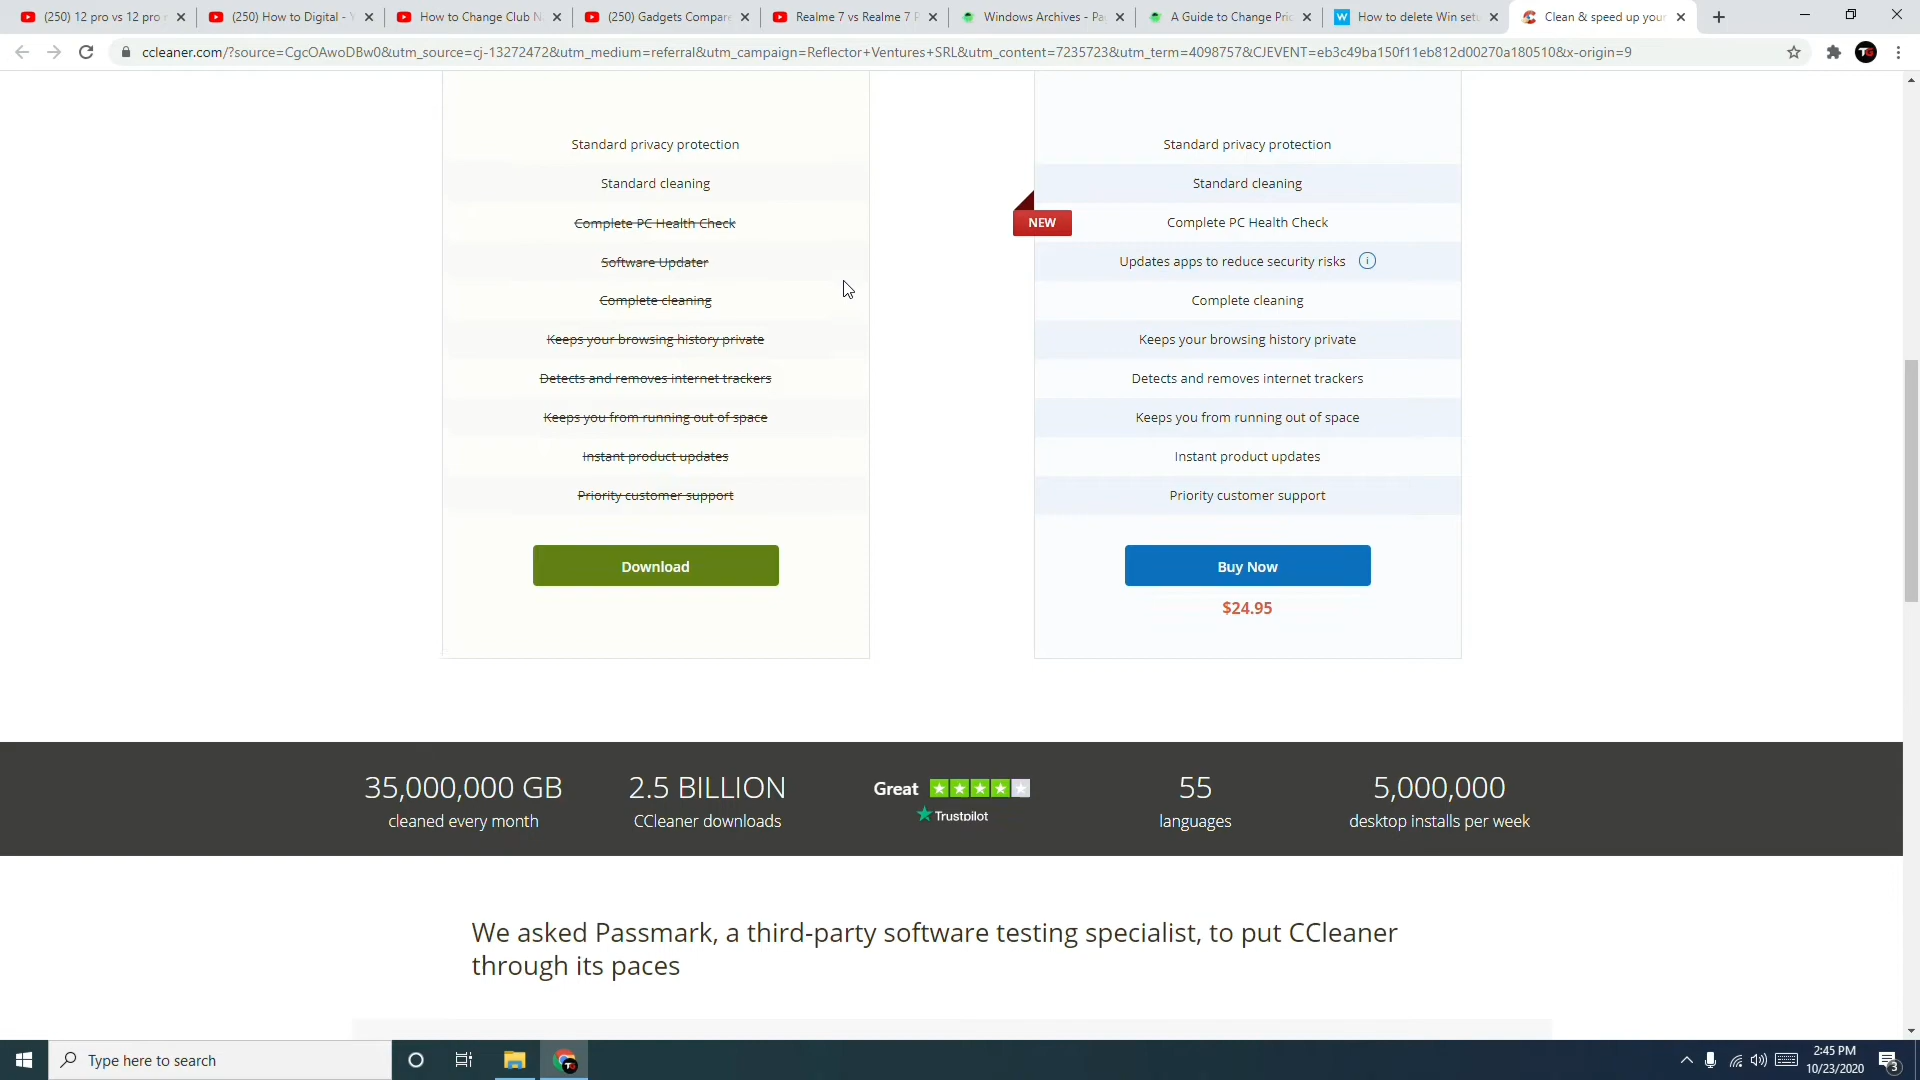 (250) 12 pro vs 12 pro
(250) How to Digital -
How to Change Club N
(250) Gadgets Compare
Realme 7 vs Realme 7 P
Windows Archives - Pa
A Guide to Change Pri
How to delete Win setu
Clean & speed up your
ccleaner.com/?source=CgcOAwoDBw0&utm_source=cj-13272472&utm_medium=referral&utm_campaign=Reflector+Ventures+SRL&utm_content=7235723&utm_term=4098757&CJEVENT=eb3c49ba150f11eb812d00270a180510&x-origin=9
TG
Standard privacy protection
Standard cleaning
Complete PC Health Check
Software Updater
Complete cleaning
Keeps your browsing history private
Detects and removes internet trackers
Keeps you from running out of space
Instant product updates
Priority customer support
Download
Standard privacy protection
Standard cleaning
NEW
Complete PC Health Check
Updates apps to reduce security risks
Complete cleaning
Keeps your browsing history private
Detects and removes internet trackers
Keeps you from running out of space
Instant product updates
Priority customer support
Buy Now
$24.95
35,000,000 GB
cleaned every month
2.5 BILLION
CCleaner downloads
Great
Trustpilot
55
languages
5,000,000
desktop installs per week
We asked Passmark, a third-party software testing specialist, to put CCleaner
through its paces
Type here to search
2:45 PM
10/23/2020
3